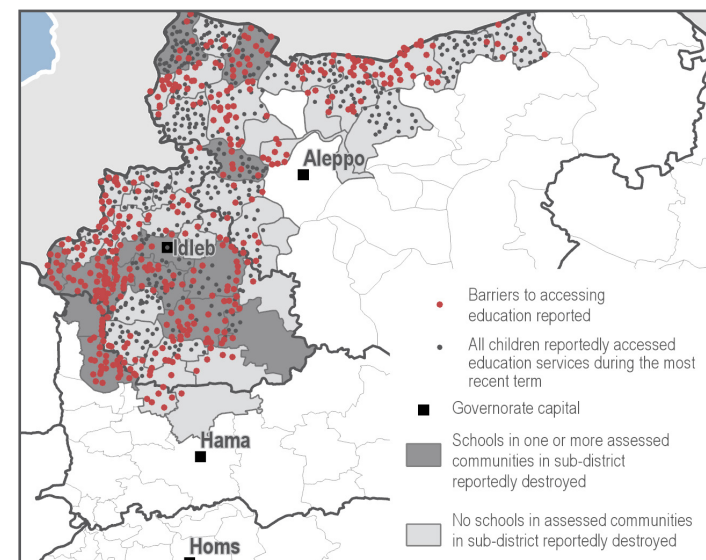 Aleppo
Idleb
Barriers to accessing
education reported
All children reportedly accessed
education services during the most
recent term
Governorate capital
Schools in one or more assessed
communities in sub-district
reportedly destroyed
Hama
No schools in assessed communities
in sub-district reportedly destroyed
Homs